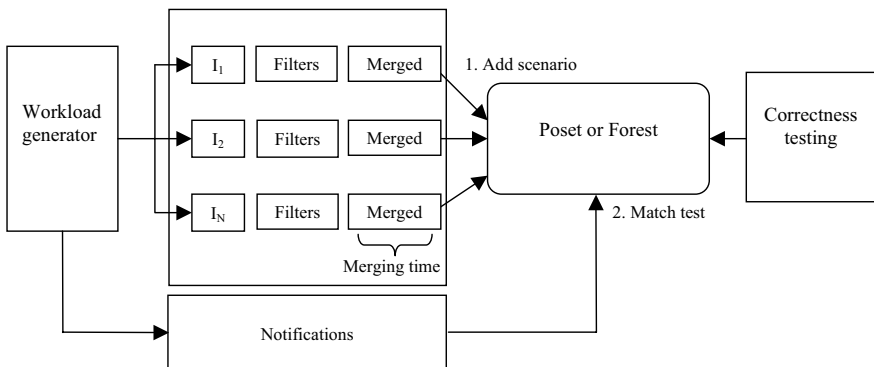 Workload
generator
I1 Filters Merged
I2 Filters Merged
IN Filters Merged
Merging time
1. Add scenario
Poset or Forest
2. Match test
Correctness
testing
Notifications